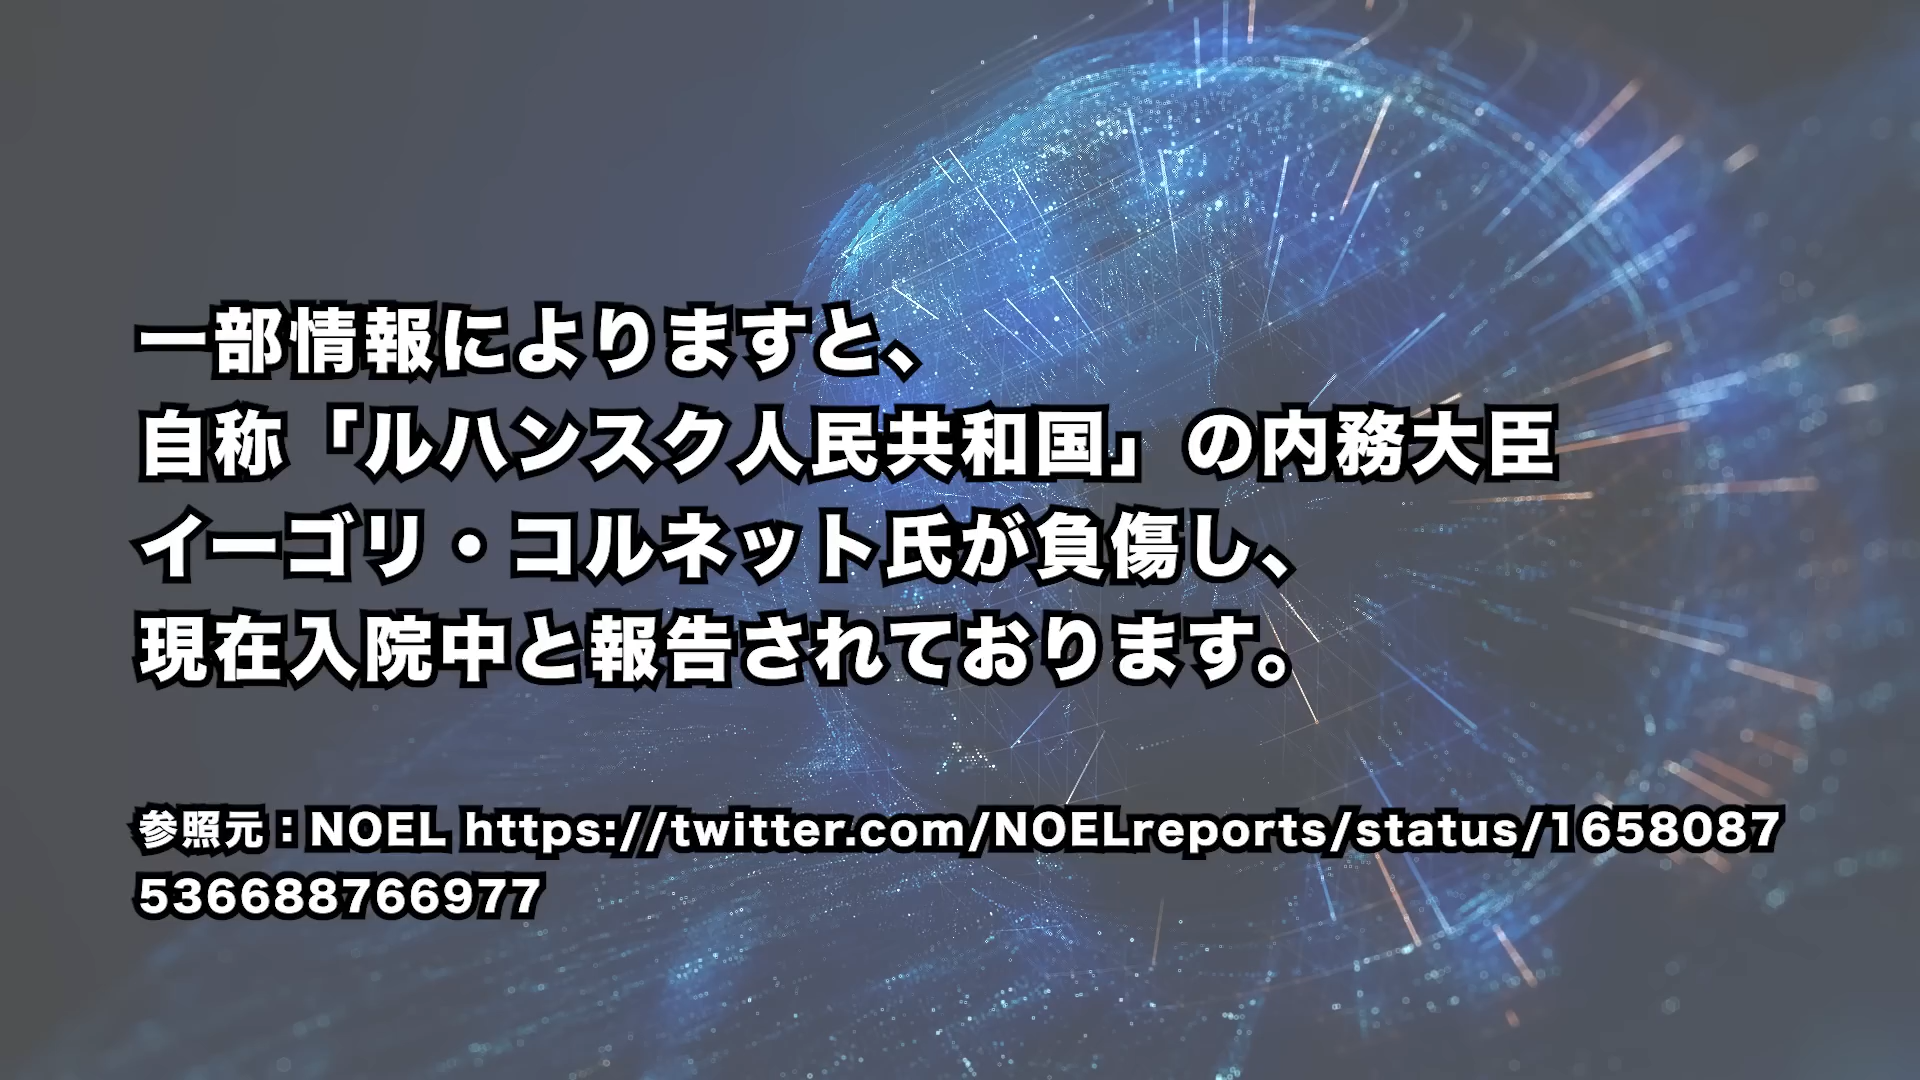 一部情報によりますと、
自称「ルハンスク人民共和国」の内務大臣
イーゴリ・コルネット氏が負傷し、
現在入院中と報告されております。
参照元：NOEL https://twitter.com/NOELreports/status/1658087
536688766977